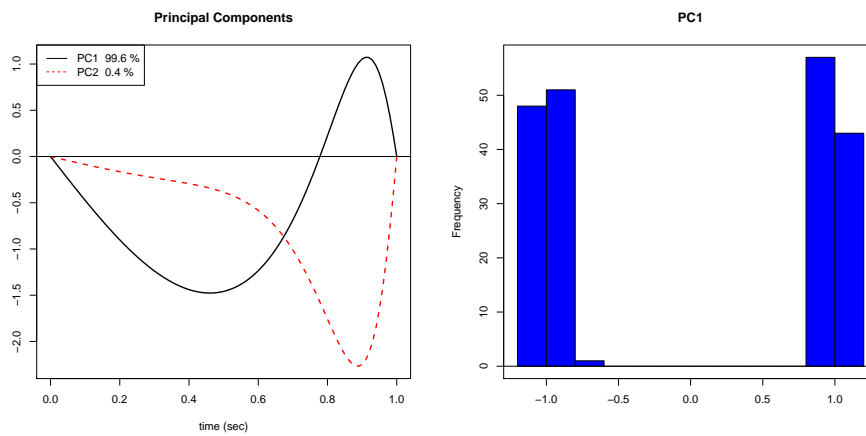 Principal Components
PC1 99.6 %
PC2 0.4 %
1.0
0.5
0.0
−0.5
−1.0
−1.5
−2.0
0.0 0.2 0.4 0.6 0.8 1.0
time (sec)
PC1
Frequency
50
40
30
20
10
0
−1.0 −0.5 0.0 0.5 1.0